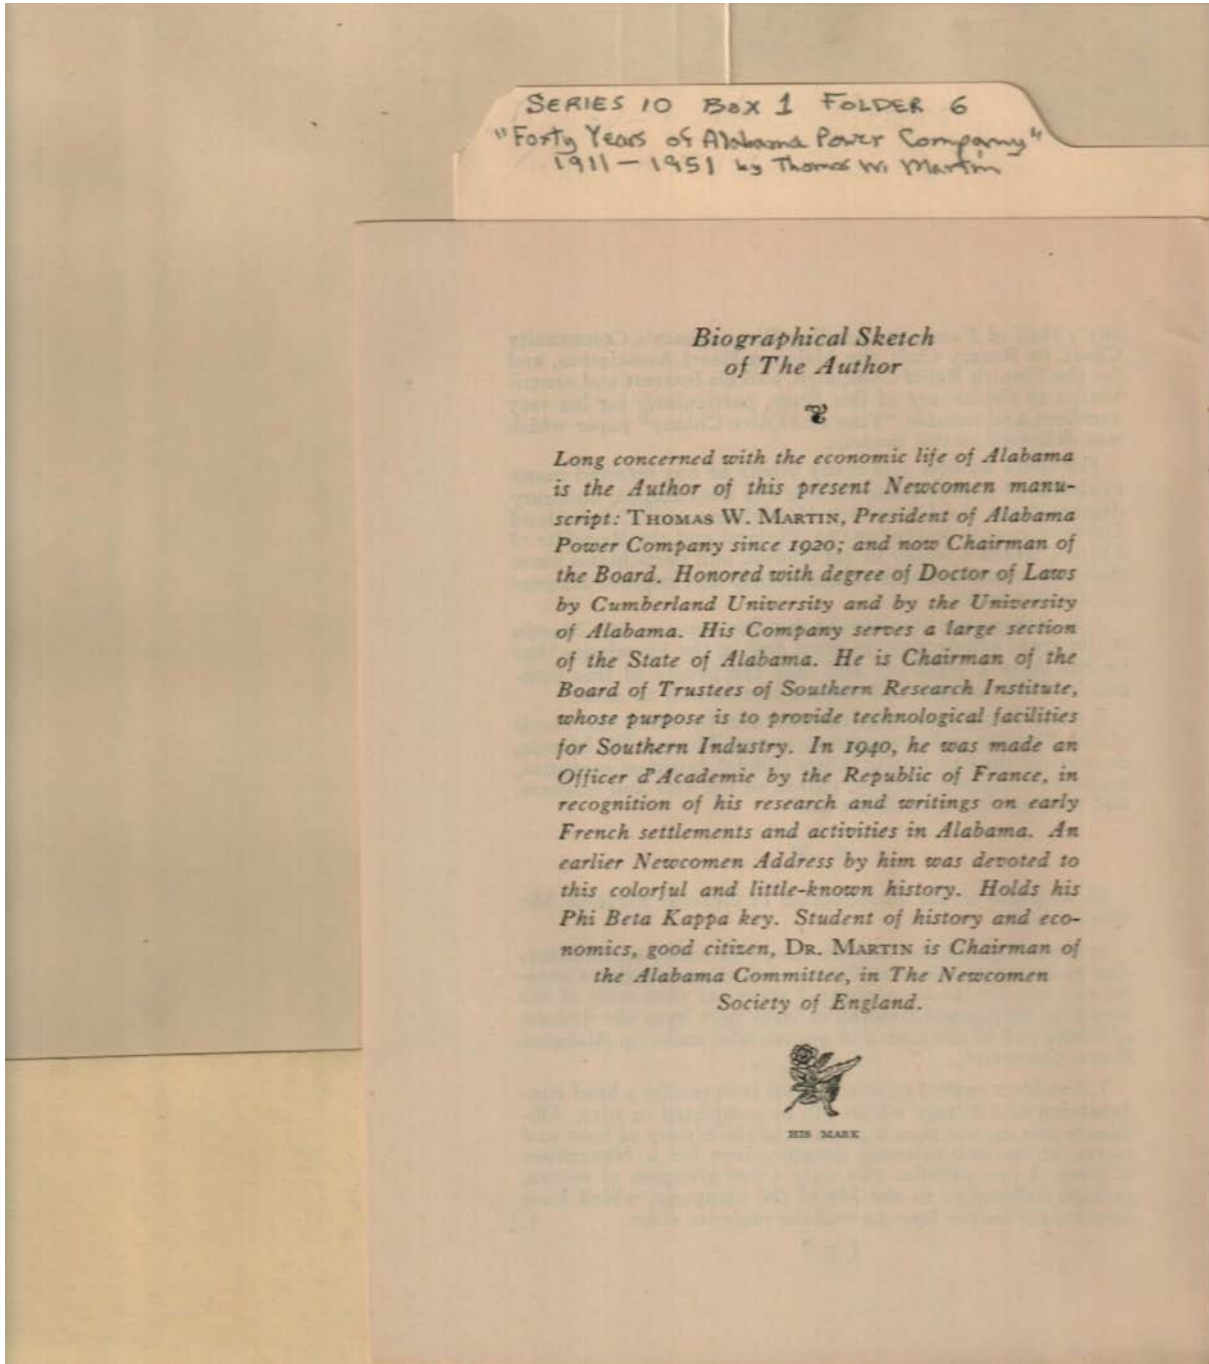 SERIES 10 BOX 1 FOLDER 6
"Forty Years of Alabama Power Company"
1911-1951 by Thomas W. Martin
Biographical Sketch
of The Author
Long concerned with the economic life of Alabama
is the Author of this present Newcomen manu-
script: THOMAS W. MARTIN, President of Alabama
Power Company since 1920; and now Chairman of
the Board. Honored with degree of Doctor of Laws
by Cumberland University and by the University
of Alabama. His Company serves a large section
of the State of Alabama. He is Chairman of the
Board of Trustees of Southern Research Institute,
whose purpose is to provide technological facilities
for Southern Industry. In 1940, he was made an
Officer d'Academie by the Republic of France, in
recognition of his research and writings on early
French settlements and activities in Alabama. An
earlier Newcomen Address by him was devoted to
this colorful and little-known history. Holds his
Phi Beta Kappa key. Student of history and eco-
nomics, good citizen, DR. MARTIN is Chairman of
the Alabama Committee, in The Newcomen
Society of England.
HIS MARK